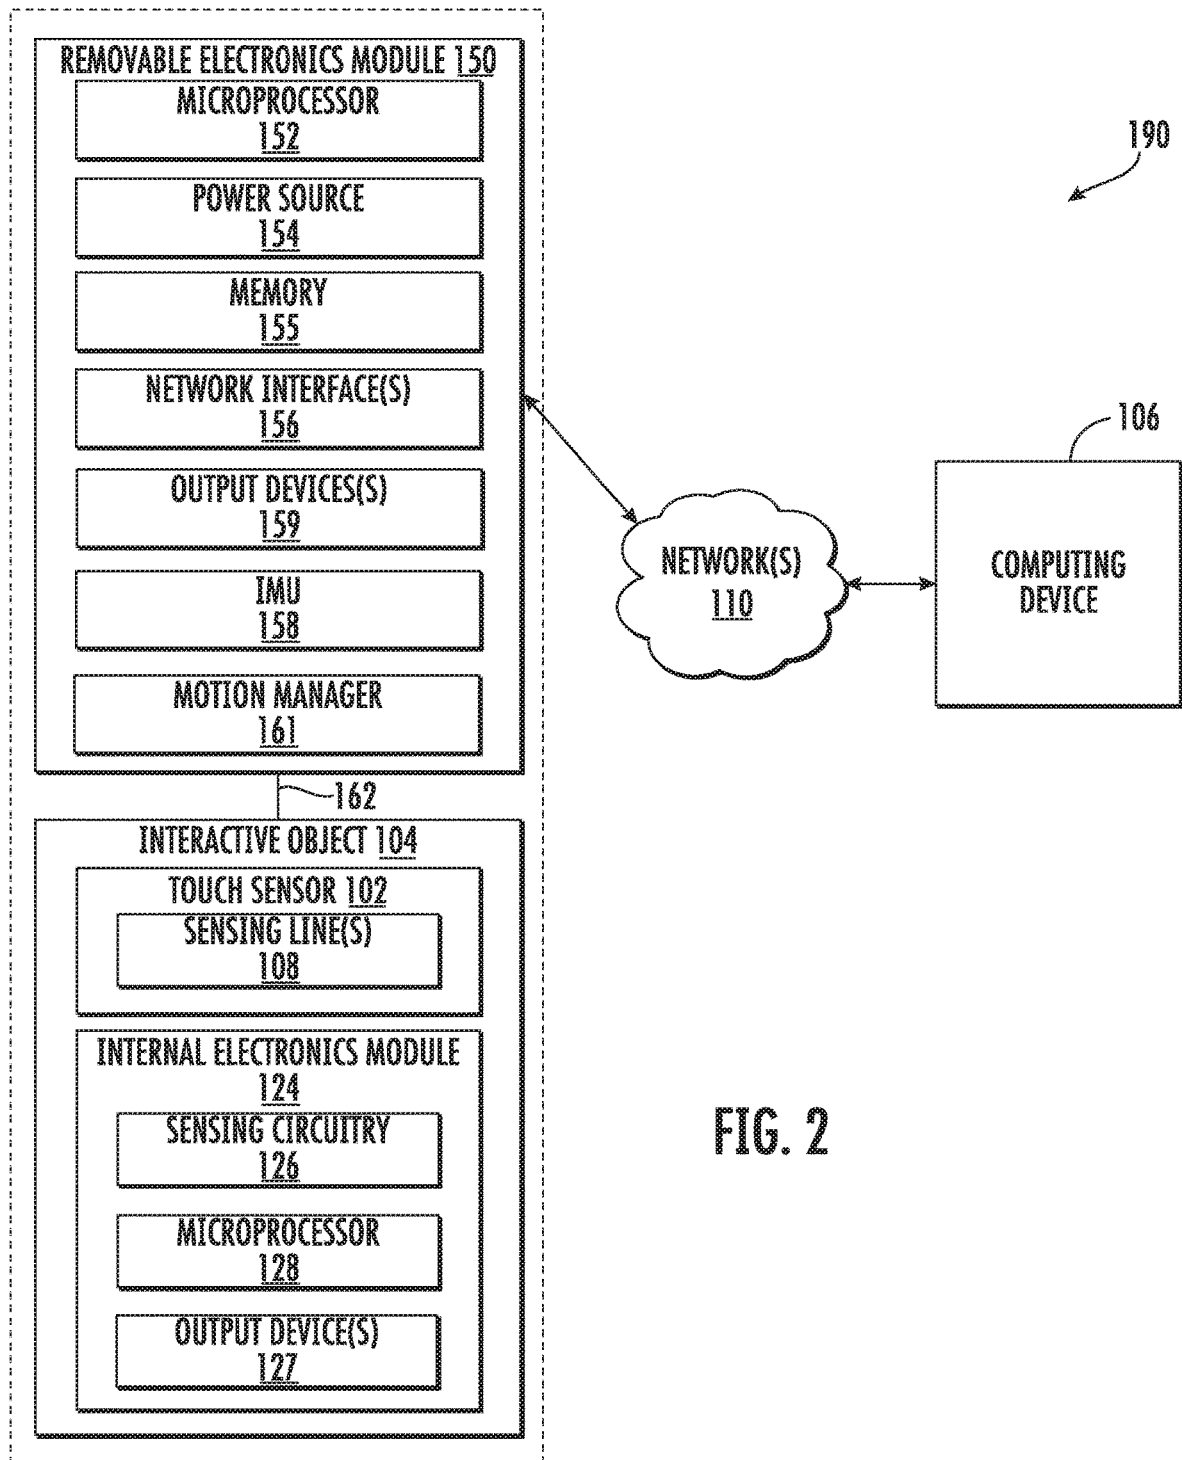 REMOVABLE ELECTRONICS MODULE 150
MICROPROCESSOR
152
POWER SOURCE
154
MEMORY
155
NETWORK INTERFACE(S)
156
OUTPUT DEVICES(S)
159
IMU
158
MOTION MANAGER
161
162
INTERACTIVE OBJECT 104
TOUCH SENSOR 102
SENSING LINE(S)
108
INTERNAL ELECTRONICS MODULE
124
SENSING CIRCUITRY
126
MICROPROCESSOR
128
OUTPUT DEVICE(S)
127
190
106
NETWORK(S)
110
COMPUTING
DEVICE
FIG. 2